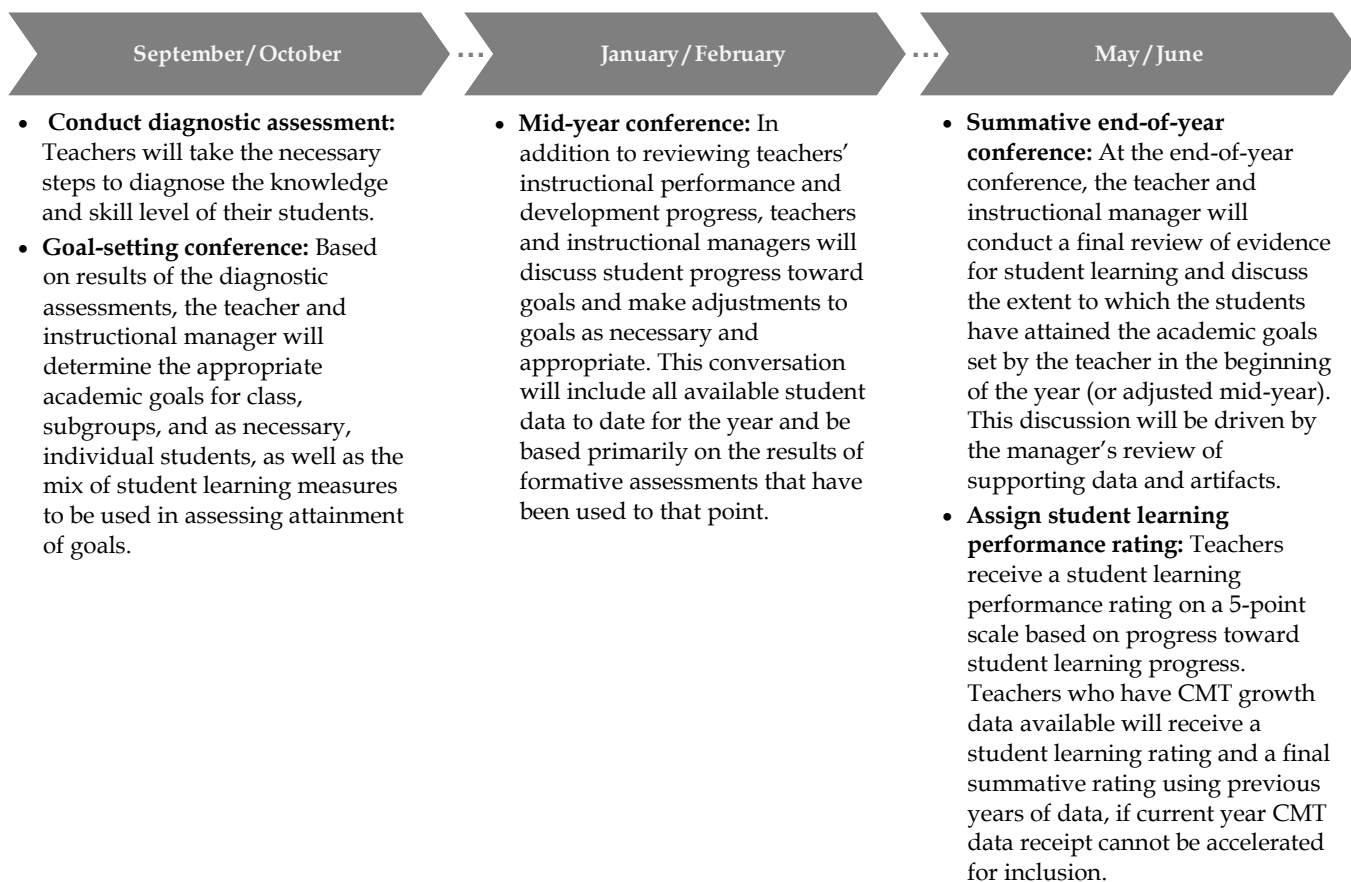 September/October
...
January/February
...
May/June
• Conduct diagnostic assessment:
Teachers will take the necessary
steps to diagnose the knowledge
and skill level of their students.
• Goal-setting conference: Based
on results of the diagnostic
assessments, the teacher and
instructional manager will
determine the appropriate
academic goals for class,
subgroups, and as necessary,
individual students, as well as the
mix of student learning measures
to be used in assessing attainment
of goals.
• Mid-year conference: In
addition to reviewing teachers’
instructional performance and
development progress, teachers
and instructional managers will
discuss student progress toward
goals and make adjustments to
goals as necessary and
appropriate. This conversation
will include all available student
data to date for the year and be
based primarily on the results of
formative assessments that have
been used to that point.
• Summative end-of-year
conference: At the end-of-year
conference, the teacher and
instructional manager will
conduct a final review of evidence
for student learning and discuss
the extent to which the students
have attained the academic goals
set by the teacher in the beginning
of the year (or adjusted mid-year).
This discussion will be driven by
the manager’s review of
supporting data and artifacts.
• Assign student learning
performance rating: Teachers
receive a student learning
performance rating on a 5-point
scale based on progress toward
student learning progress.
Teachers who have CMT growth
data available will receive a
student learning rating and a final
summative rating using previous
years of data, if current year CMT
data receipt cannot be accelerated
for inclusion.